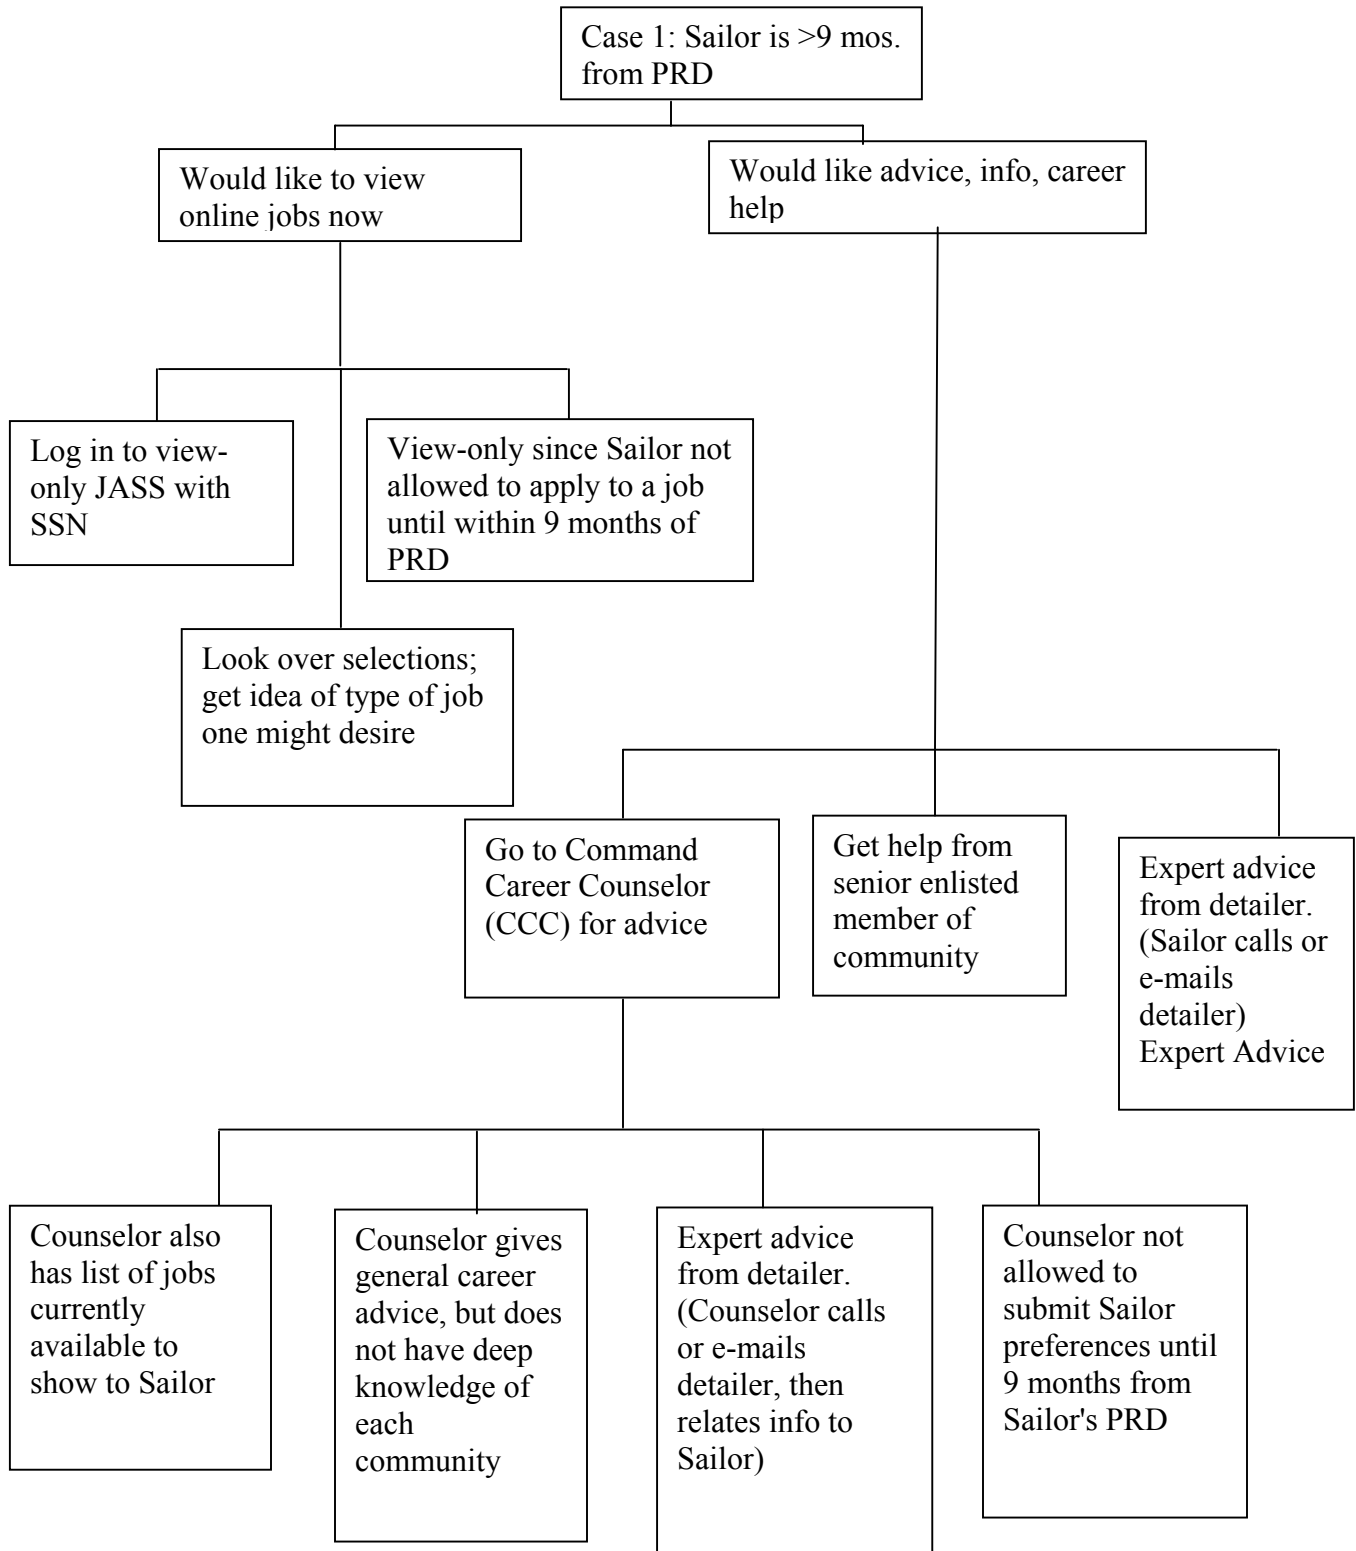 Case 1: Sailor is >9 mos.
from PRD
Would like to view
online jobs now
Would like advice, info, career
help
Log in to view-
only JASS with
SSN
View-only since Sailor not
allowed to apply to a job
until within 9 months of
PRD
Look over selections;
get idea of type of job
one might desire
Go to Command
Career Counselor
(CCC) for advice
Get help from
senior enlisted
member of
community
Expert advice
from detailer.
(Sailor calls or
e-mails
detailer)
Expert Advice
Counselor also
has list of jobs
currently
available to
show to Sailor
Counselor gives
general career
advice, but does
not have deep
knowledge of
each
community
Expert advice
from detailer.
(Counselor calls
or e-mails
detailer, then
relates info to
Sailor)
Counselor not
allowed to
submit Sailor
preferences until
9 months from
Sailor's PRD